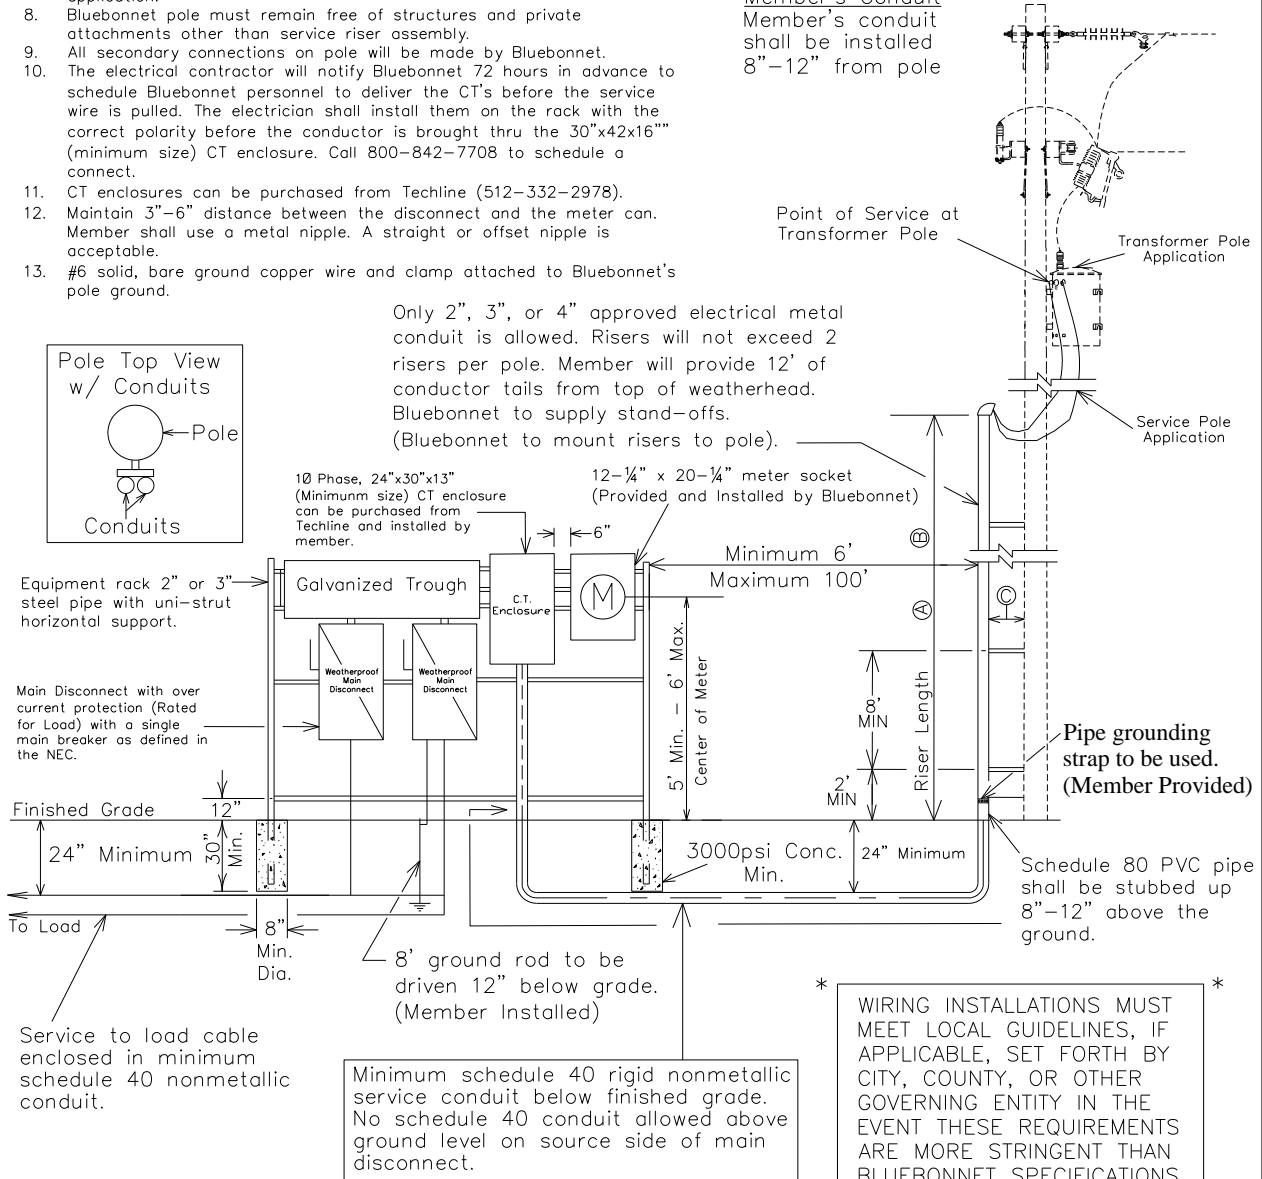 application.
8. Bluebonnet pole must remain free of structures and private
attachments other than service riser assembly.
9. All secondary connections on pole will be made by Bluebonnet.
10. The electrical contractor will notify Bluebonnet 72 hours in advance to
schedule Bluebonnet personnel to deliver the CT's before the service
wire is pulled. The electrician shall install them on the rack with the
correct polarity before the conductor is brought thru the 30"x42x16""
(minimum size) CT enclosure. Call 800-842-7708 to schedule a
connect.
11. CT enclosures can be purchased from Techline (512-332-2978).
12. Maintain 3"-6" distance between the disconnect and the meter can.
Member shall use a metal nipple. A straight or offset nipple is
acceptable.
13. #6 solid, bare ground copper wire and clamp attached to Bluebonnet's
pole ground.
Member's Conduit
Member's conduit
shall be installed
8"-12" from pole
Point of Service at
Transformer Pole
Transformer Pole
Application
Service Pole
Application
Only 2", 3", or 4" approved electrical metal
conduit is allowed. Risers will not exceed 2
risers per pole. Member will provide 12' of
conductor tails from top of weatherhead.
Bluebonnet to supply stand-offs.
(Bluebonnet to mount risers to pole).
Pole Top View
w/ Conduits
Pole
Conduits
1Ø Phase, 24"x30"x13"
(Minimunm size) CT enclosure
can be purchased from
Techline and installed by
member.
12-¼" x 20-¼" meter socket
(Provided and Installed by Bluebonnet)
6"
Minimum 6'
Maximum 100'
Equipment rack 2" or 3"
steel pipe with uni-strut
horizontal support.
Galvanized Trough
C.T.
Enclosure
M
Weatherproof
Main
Disconnect
Weatherproof
Main
Disconnect
Main Disconnect with over
current protection (Rated
for Load) with a single
main breaker as defined in
the NEC.
5' Min. - 6' Max.
Center of Meter
B
A
Riser Length
C
8'
MIN
2'
MIN
Pipe grounding
strap to be used.
(Member Provided)
Finished Grade
12"
24" Minimum
30"
Min.
3000psi Conc.
Min.
24" Minimum
Schedule 80 PVC pipe
shall be stubbed up
8"-12" above the
ground.
To Load
8"
Min.
Dia.
8' ground rod to be
driven 12" below grade.
(Member Installed)
Service to load cable
enclosed in minimum
schedule 40 nonmetallic
conduit.
Minimum schedule 40 rigid nonmetallic
service conduit below finished grade.
No schedule 40 conduit allowed above
ground level on source side of main
disconnect.
* *
WIRING INSTALLATIONS MUST
MEET LOCAL GUIDELINES, IF
APPLICABLE, SET FORTH BY
CITY, COUNTY, OR OTHER
GOVERNING ENTITY IN THE
EVENT THESE REQUIREMENTS
ARE MORE STRINGENT THAN
BLUEBONNET SPECIFICATIONS